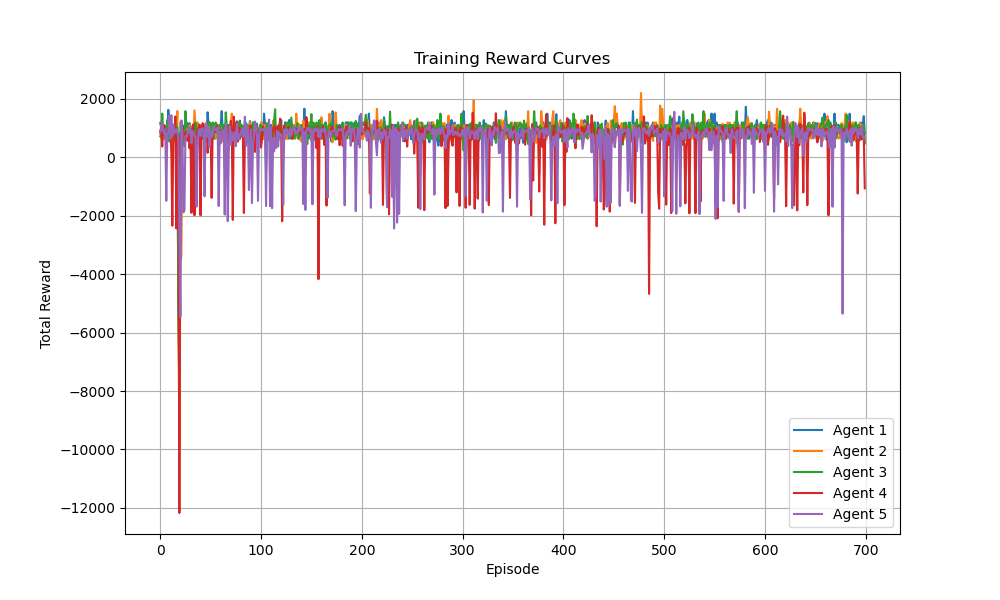 Training Reward Curves
2000
0
−2000
−4000
−6000
−8000
−10000
−12000
Total Reward
0 100 200 300 400 500 600 700
Episode
Agent 1
Agent 2
Agent 3
Agent 4
Agent 5